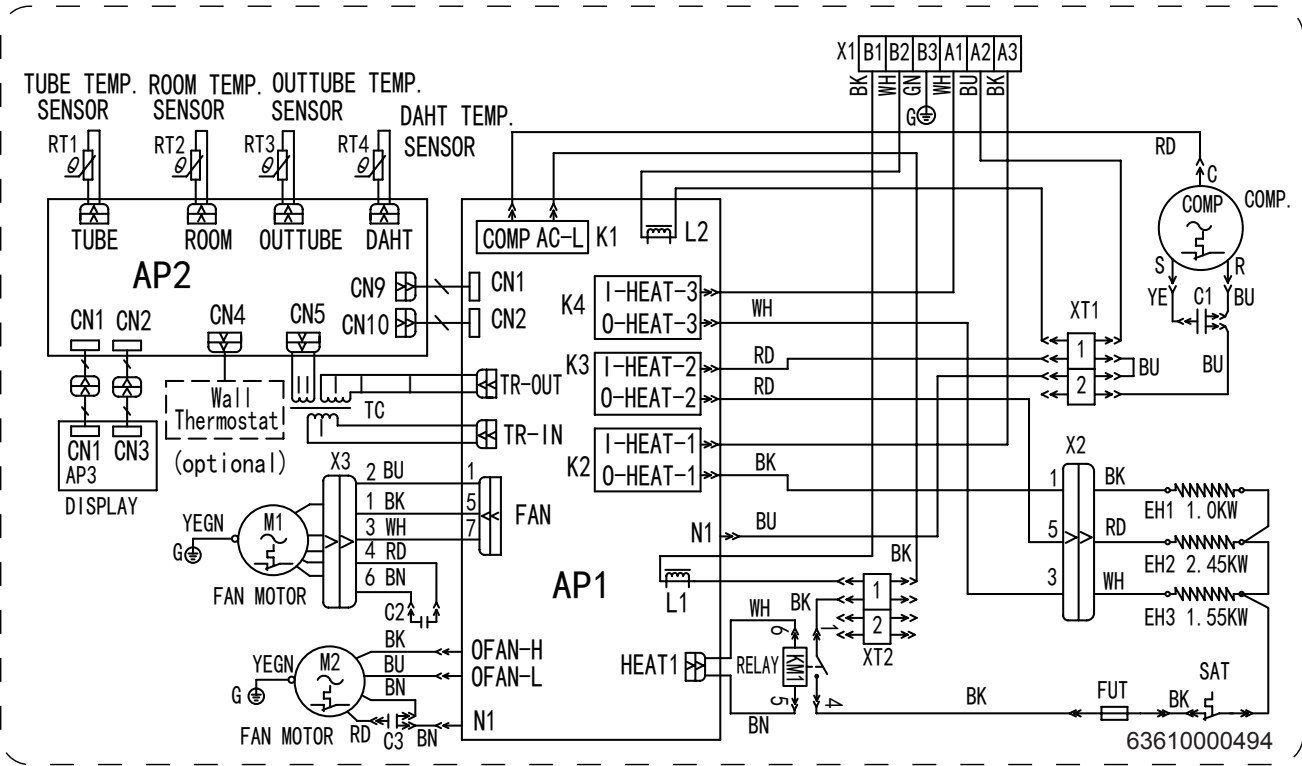 X1 B1 B2 B3 A1 A2 A3
BK WH GN WH BU BK
G
TUBE TEMP. SENSOR
ROOM TEMP. SENSOR
OUTTUBE TEMP. SENSOR
DAHT TEMP. SENSOR
RT1 RT2 RT3 RT4
θ θ θ θ
TUBE ROOM OUTTUBE DAHT
AP2
CN9 CN1
CN10 CN2
CN1 CN2 CN4 CN5
Wall
Thermostat
(optional)
TC
TR-OUT
TR-IN
CN1 CN3
AP3
DISPLAY
COMP AC-L K1
L2
K4
I-HEAT-3
O-HEAT-3
WH
K3
I-HEAT-2
O-HEAT-2
RD
RD
K2
I-HEAT-1
O-HEAT-1
BK
RD
C
COMP
COMP.
S R
YE C1 BU
BU
XT1
1
2
BU
X3
2 BU 1
1 BK 5
3 WH 7
4 RD
6 BN
FAN
C2
YEGN
G
M1
FAN MOTOR
N1
BU
AP1
L1
X2
1 BK
5 RD
3 WH
EH1 1.0KW
EH2 2.45KW
EH3 1.55KW
BK
BK
XT2
1
2
WH
6
1
HEAT1
RELAY
KM1
5
4
BN
BK
FUT
BK
SAT
YEGN
G
M2
FAN MOTOR
BK
BU
BN
RD
C3
BN
OFAN-H
OFAN-L
N1
63610000494